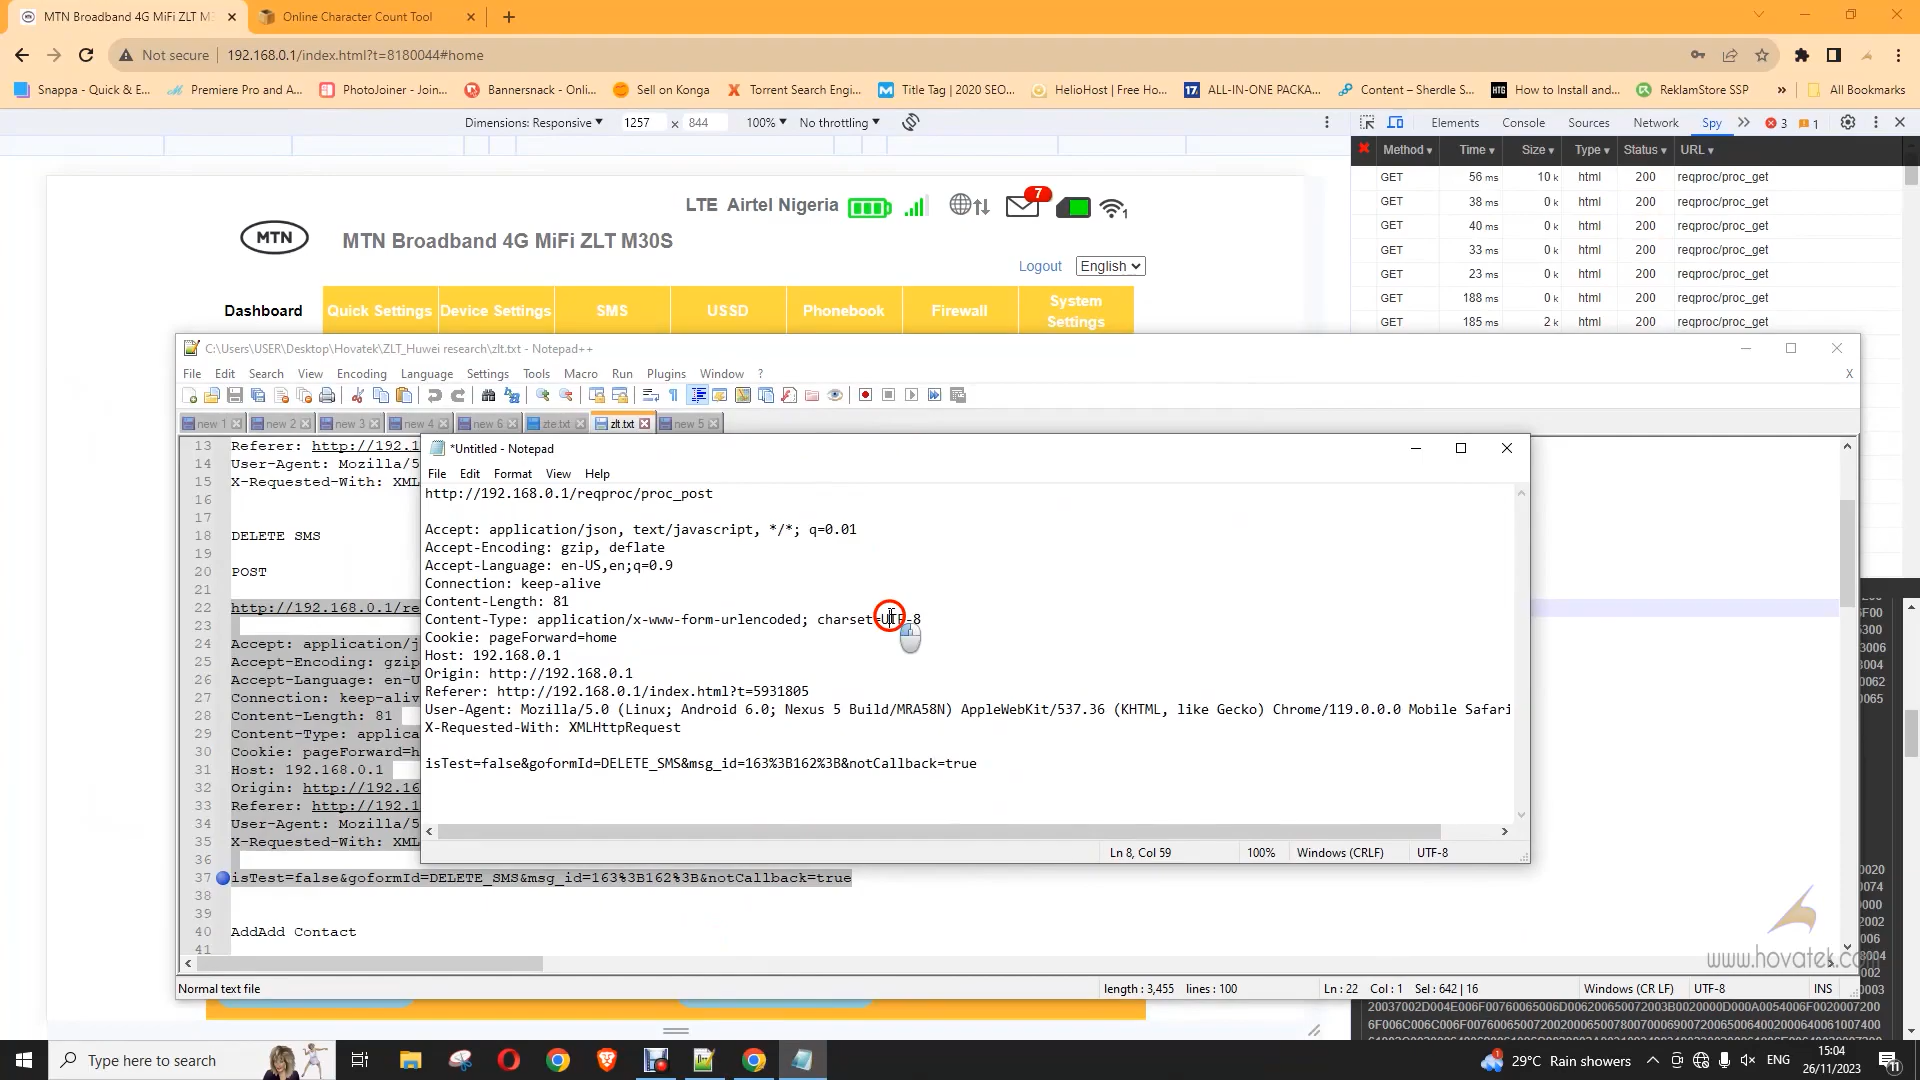 MTN Broadband 4G MiFi ZLT M3
Online Character Count Tool
Not secure
192.168.0.1/index.html?t=8180044#home
Snappa - Quick & E...
Premiere Pro and A...
PhotoJoiner - Join...
Bannersnack - Onli...
Sell on Konga
Torrent Search Engi...
Title Tag | 2020 SEO...
HelioHost | Free Ho...
17
ALL-IN-ONE PACKA...
Content – Sherdle S...
HTG
How to Install and...
ReklamStore SSP
»
All Bookmarks
Dimensions: Responsive
1257 x 844
100%
No throttling
Elements
Console
Sources
Network
Spy
3
1
Method
Time
Size
Type
Status
URL
GET 56 ms 10 k html 200 reqproc/proc_get
GET 38 ms 0 k html 200 reqproc/proc_get
GET 40 ms 0 k html 200 reqproc/proc_get
GET 33 ms 0 k html 200 reqproc/proc_get
GET 23 ms 0 k html 200 reqproc/proc_get
GET 188 ms 0 k html 200 reqproc/proc_get
GET 185 ms 2 k html 200 reqproc/proc_get
LTE Airtel Nigeria
7
1
MTN
MTN Broadband 4G MiFi ZLT M30S
Logout
English
Dashboard
Quick Settings
Device Settings
SMS
USSD
Phonebook
Firewall
System Settings
C:\Users\USER\Desktop\Hovatek\ZLT_Huwei research\zlt.txt - Notepad++
File Edit Search View Encoding Language Settings Tools Macro Run Plugins Window ?
X
new 1
new 2
new 3
new 4
new 6
zte.txt
zlt.txt
new 5
13 Referer: http://192.1
14 User-Agent: Mozilla/5
15 X-Requested-With: XML
16
17
18 DELETE SMS
19
20 POST
21
22 http://192.168.0.1/re
23
24 Accept: application/j
25 Accept-Encoding: gzip
26 Accept-Language: en-U
27 Connection: keep-aliv
28 Content-Length: 81
29 Content-Type: applica
30 Cookie: pageForward=h
31 Host: 192.168.0.1
32 Origin: http://192.16
33 Referer: http://192.1
34 User-Agent: Mozilla/5
35 X-Requested-With: XML
36
37 isTest=false&goformId=DELETE_SMS&msg_id=163%3B162%3B&notCallback=true
38
39
40 AddAdd Contact
41
*Untitled - Notepad
File Edit Format View Help
http://192.168.0.1/reqproc/proc_post
Accept: application/json, text/javascript, */*; q=0.01
Accept-Encoding: gzip, deflate
Accept-Language: en-US,en;q=0.9
Connection: keep-alive
Content-Length: 81
Content-Type: application/x-www-form-urlencoded; charset=UTF-8
Cookie: pageForward=home
Host: 192.168.0.1
Origin: http://192.168.0.1
Referer: http://192.168.0.1/index.html?t=5931805
User-Agent: Mozilla/5.0 (Linux; Android 6.0; Nexus 5 Build/MRA58N) AppleWebKit/537.36 (KHTML, like Gecko) Chrome/119.0.0.0 Mobile Safari
X-Requested-With: XMLHttpRequest
isTest=false&goformId=DELETE_SMS&msg_id=163%3B162%3B&notCallback=true
Ln 8, Col 59
100%
Windows (CRLF)
UTF-8
www.hovatek.com
Normal text file
length : 3,455 lines : 100
Ln : 22 Col : 1 Sel : 642 | 16
Windows (CR LF)
UTF-8
INS
Type here to search
29°C Rain showers
ENG
15:04
26/11/2023
11